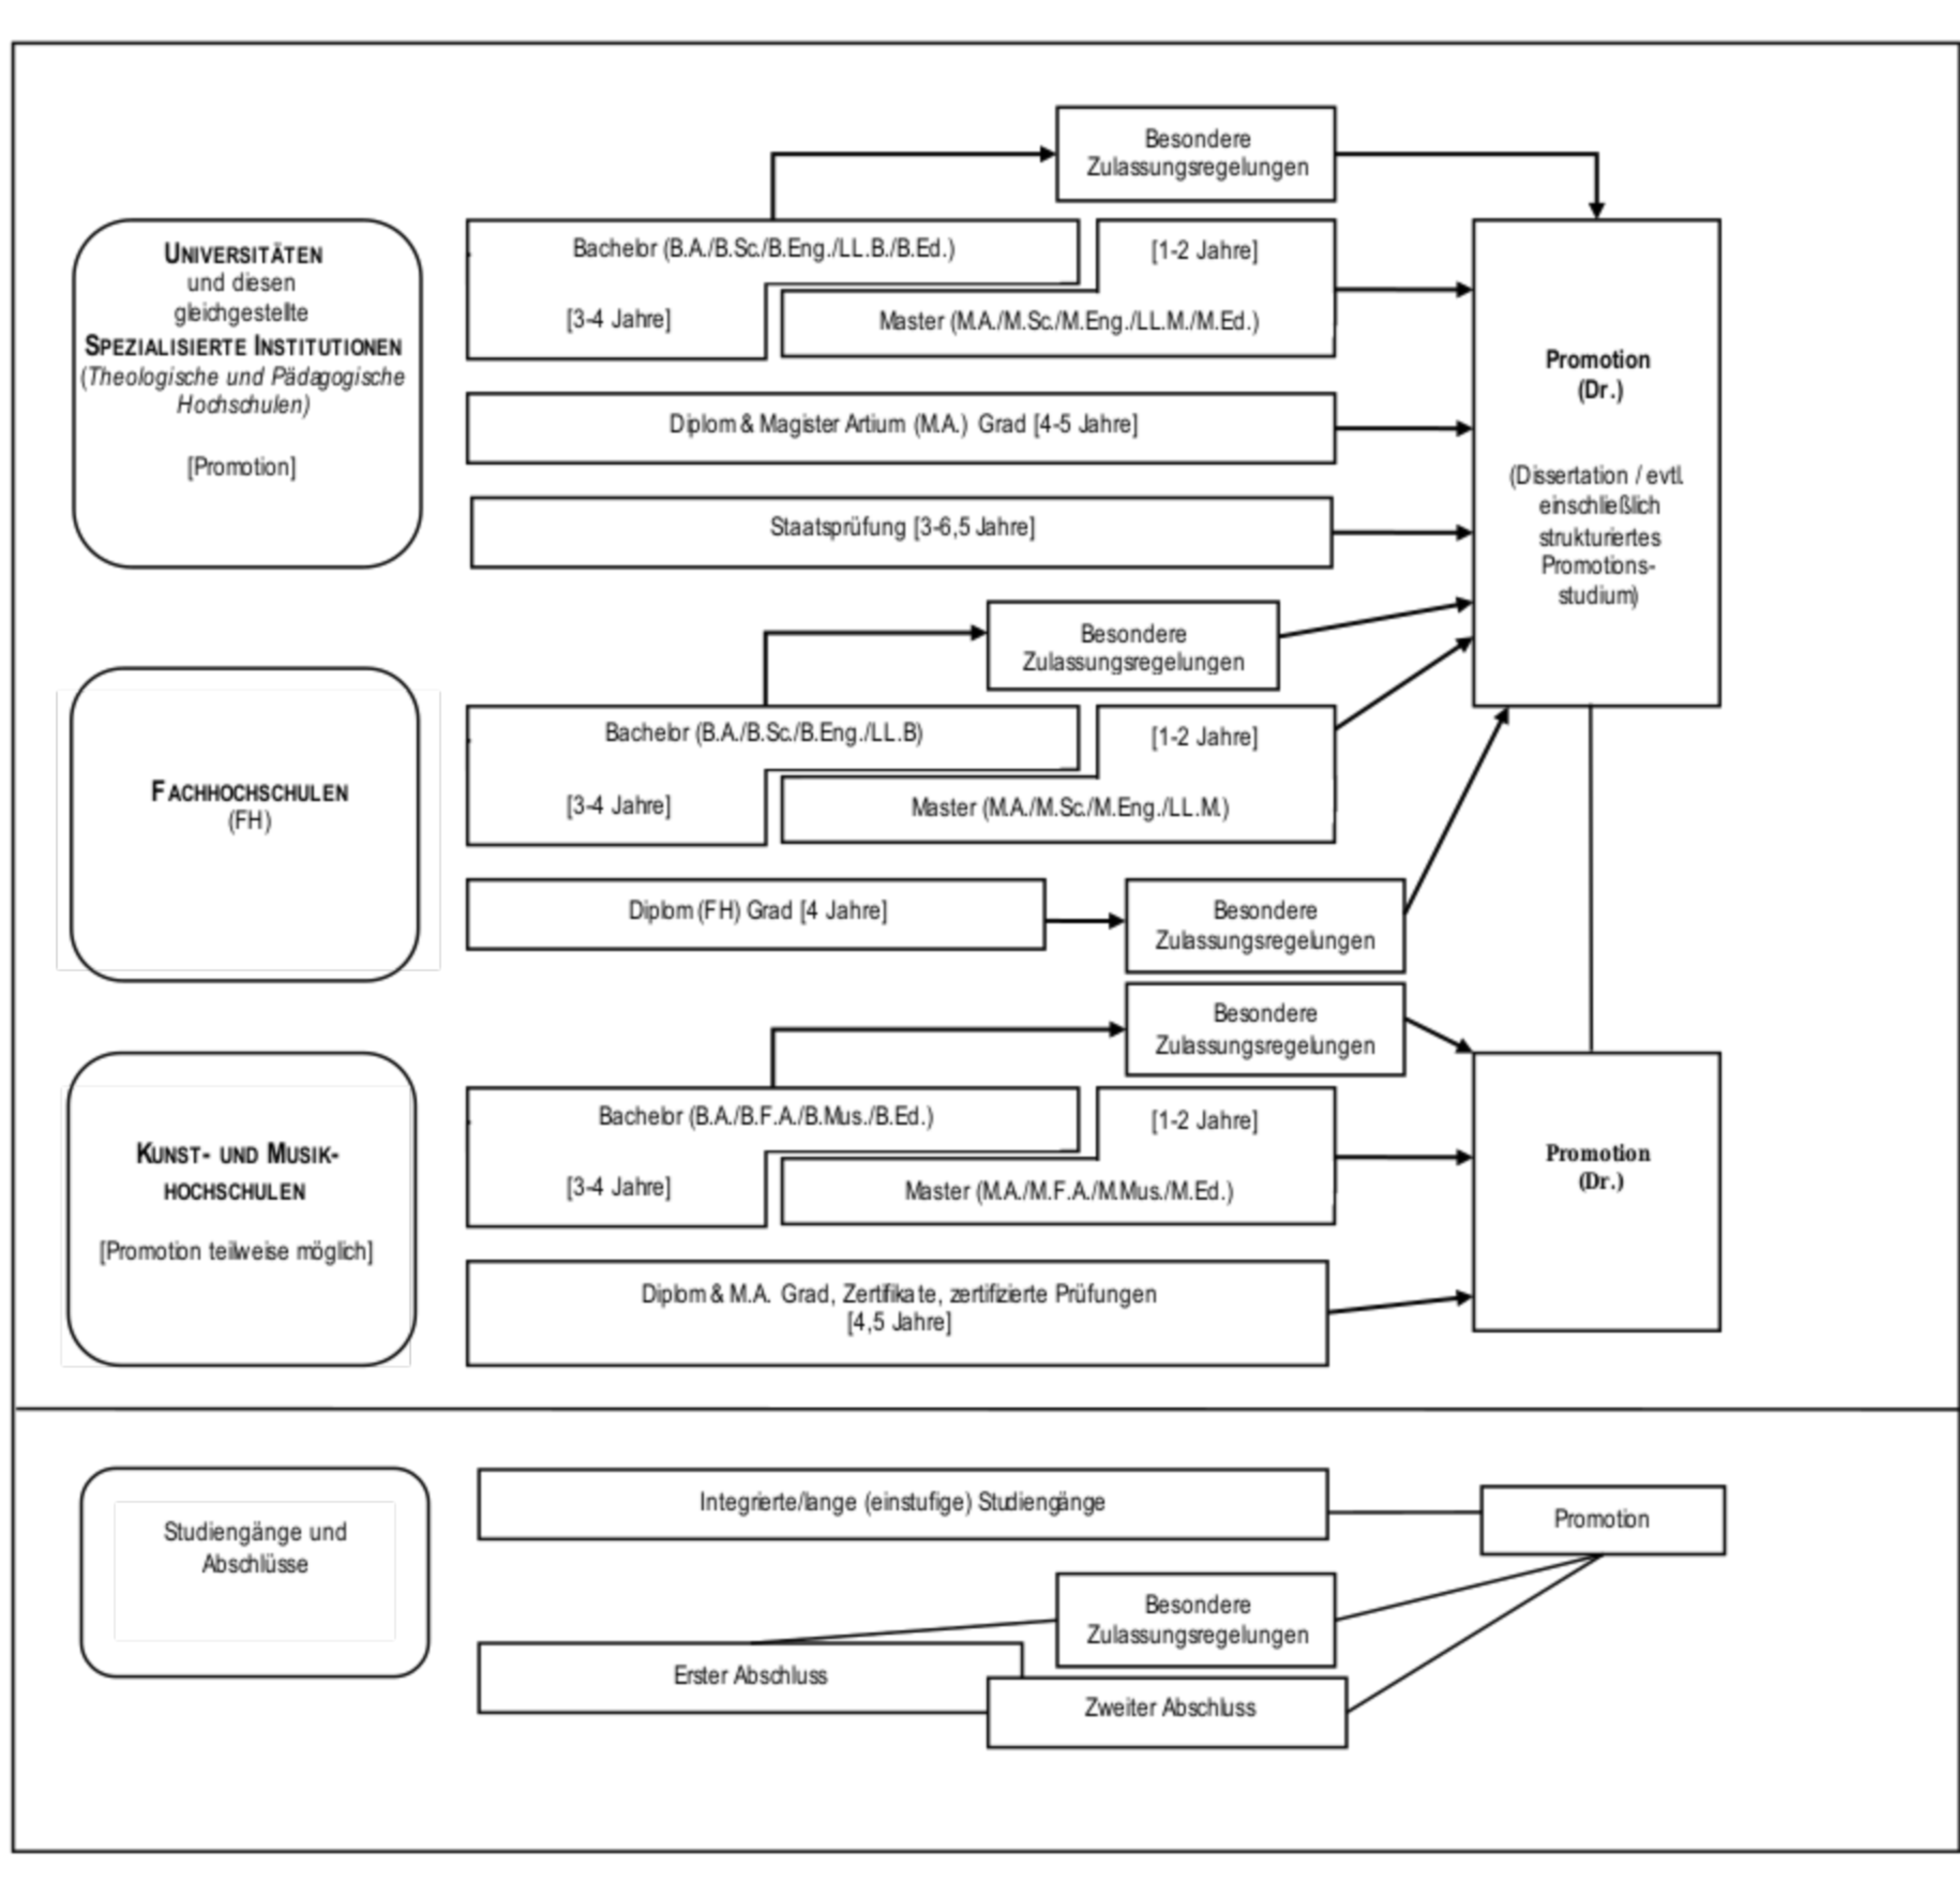 Besondere
Zulassungsregelungen
UNIVERSITÄTEN
und diesen
gleichgestellte
SPEZIALISIERTE INSTITUTIONEN
(Theologische und Pädagogische
Hochschulen)
[Promotion]
Bachelor (B.A./B.Sc./B.Eng./LL.B./B.Ed.)
[1-2 Jahre]
[3-4 Jahre]
Master (M.A./M.Sc./M.Eng./LL.M./M.Ed.)
Diplom & Magister Artium (M.A.) Grad [4-5 Jahre]
Staatsprüfung [3-6,5 Jahre]
Promotion
(Dr.)
(Dissertation / evtl.
einschließlich
strukturiertes
Promotions-
studium)
Besondere
Zulassungsregelungen
FACHHOCHSCHULEN
(FH)
Bachelor (B.A./B.Sc./B.Eng./LL.B)
[1-2 Jahre]
[3-4 Jahre]
Master (M.A./M.Sc./M.Eng./LL.M.)
Diplom (FH) Grad [4 Jahre]
Besondere
Zulassungsregelungen
Besondere
Zulassungsregelungen
KUNST- UND MUSIK-
HOCHSCHULEN
[Promotion teilweise möglich]
Bachelor (B.A./B.F.A./B.Mus./B.Ed.)
[1-2 Jahre]
[3-4 Jahre]
Master (M.A./M.F.A./M.Mus./M.Ed.)
Diplom & M.A. Grad, Zertifikate, zertifizierte Prüfungen
[4,5 Jahre]
Promotion
(Dr.)
Studiengänge und
Abschlüsse
Integrierte/lange (einstufige) Studiengänge
Promotion
Besondere
Zulassungsregelungen
Erster Abschluss
Zweiter Abschluss